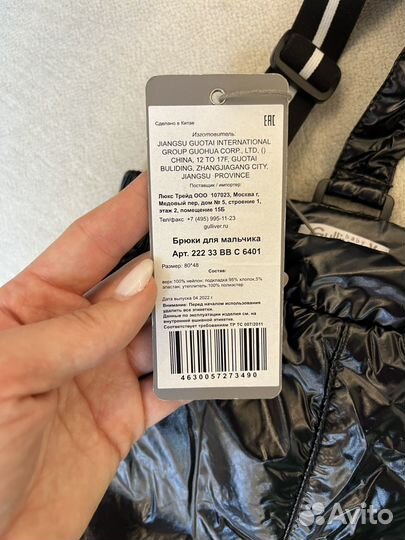 Сделано в Китае
EAC
Изготовитель:
JIANGSU GUOTAI INTERNATIONAL
GROUP GUOHUA CORP., LTD, ()
CHINA, 12 TO 17F, GUOTAI
BULIDING, ZHANGJIAGANG CITY,
JIANGSU PROVINCE
Поставщик / импортер:
Люкс Трейд ООО 107023, Москва г,
Медовый пер, дом № 5, строение 1,
этаж 2, помещение 15Б
Тел/факс +7 (495) 995-11-23
gulliver.ru
Брюки для мальчика
Арт. 222 33 BB C 6401
Размер: 80*48
Состав:
верх:100% нейлон; подкладка:95% хлопок,5%
эластан; утеплитель:100% полиэстер
Дата выпуска 04.2022 г
Внимание: Перед началом использования
удалить все этикетки.
Данные по эксплуатации изделия см. на
внутренней вшивной этикетке.
Соответствует требованиям ТР ТС 007/2011
4630057273490
Gulli baby
Avito